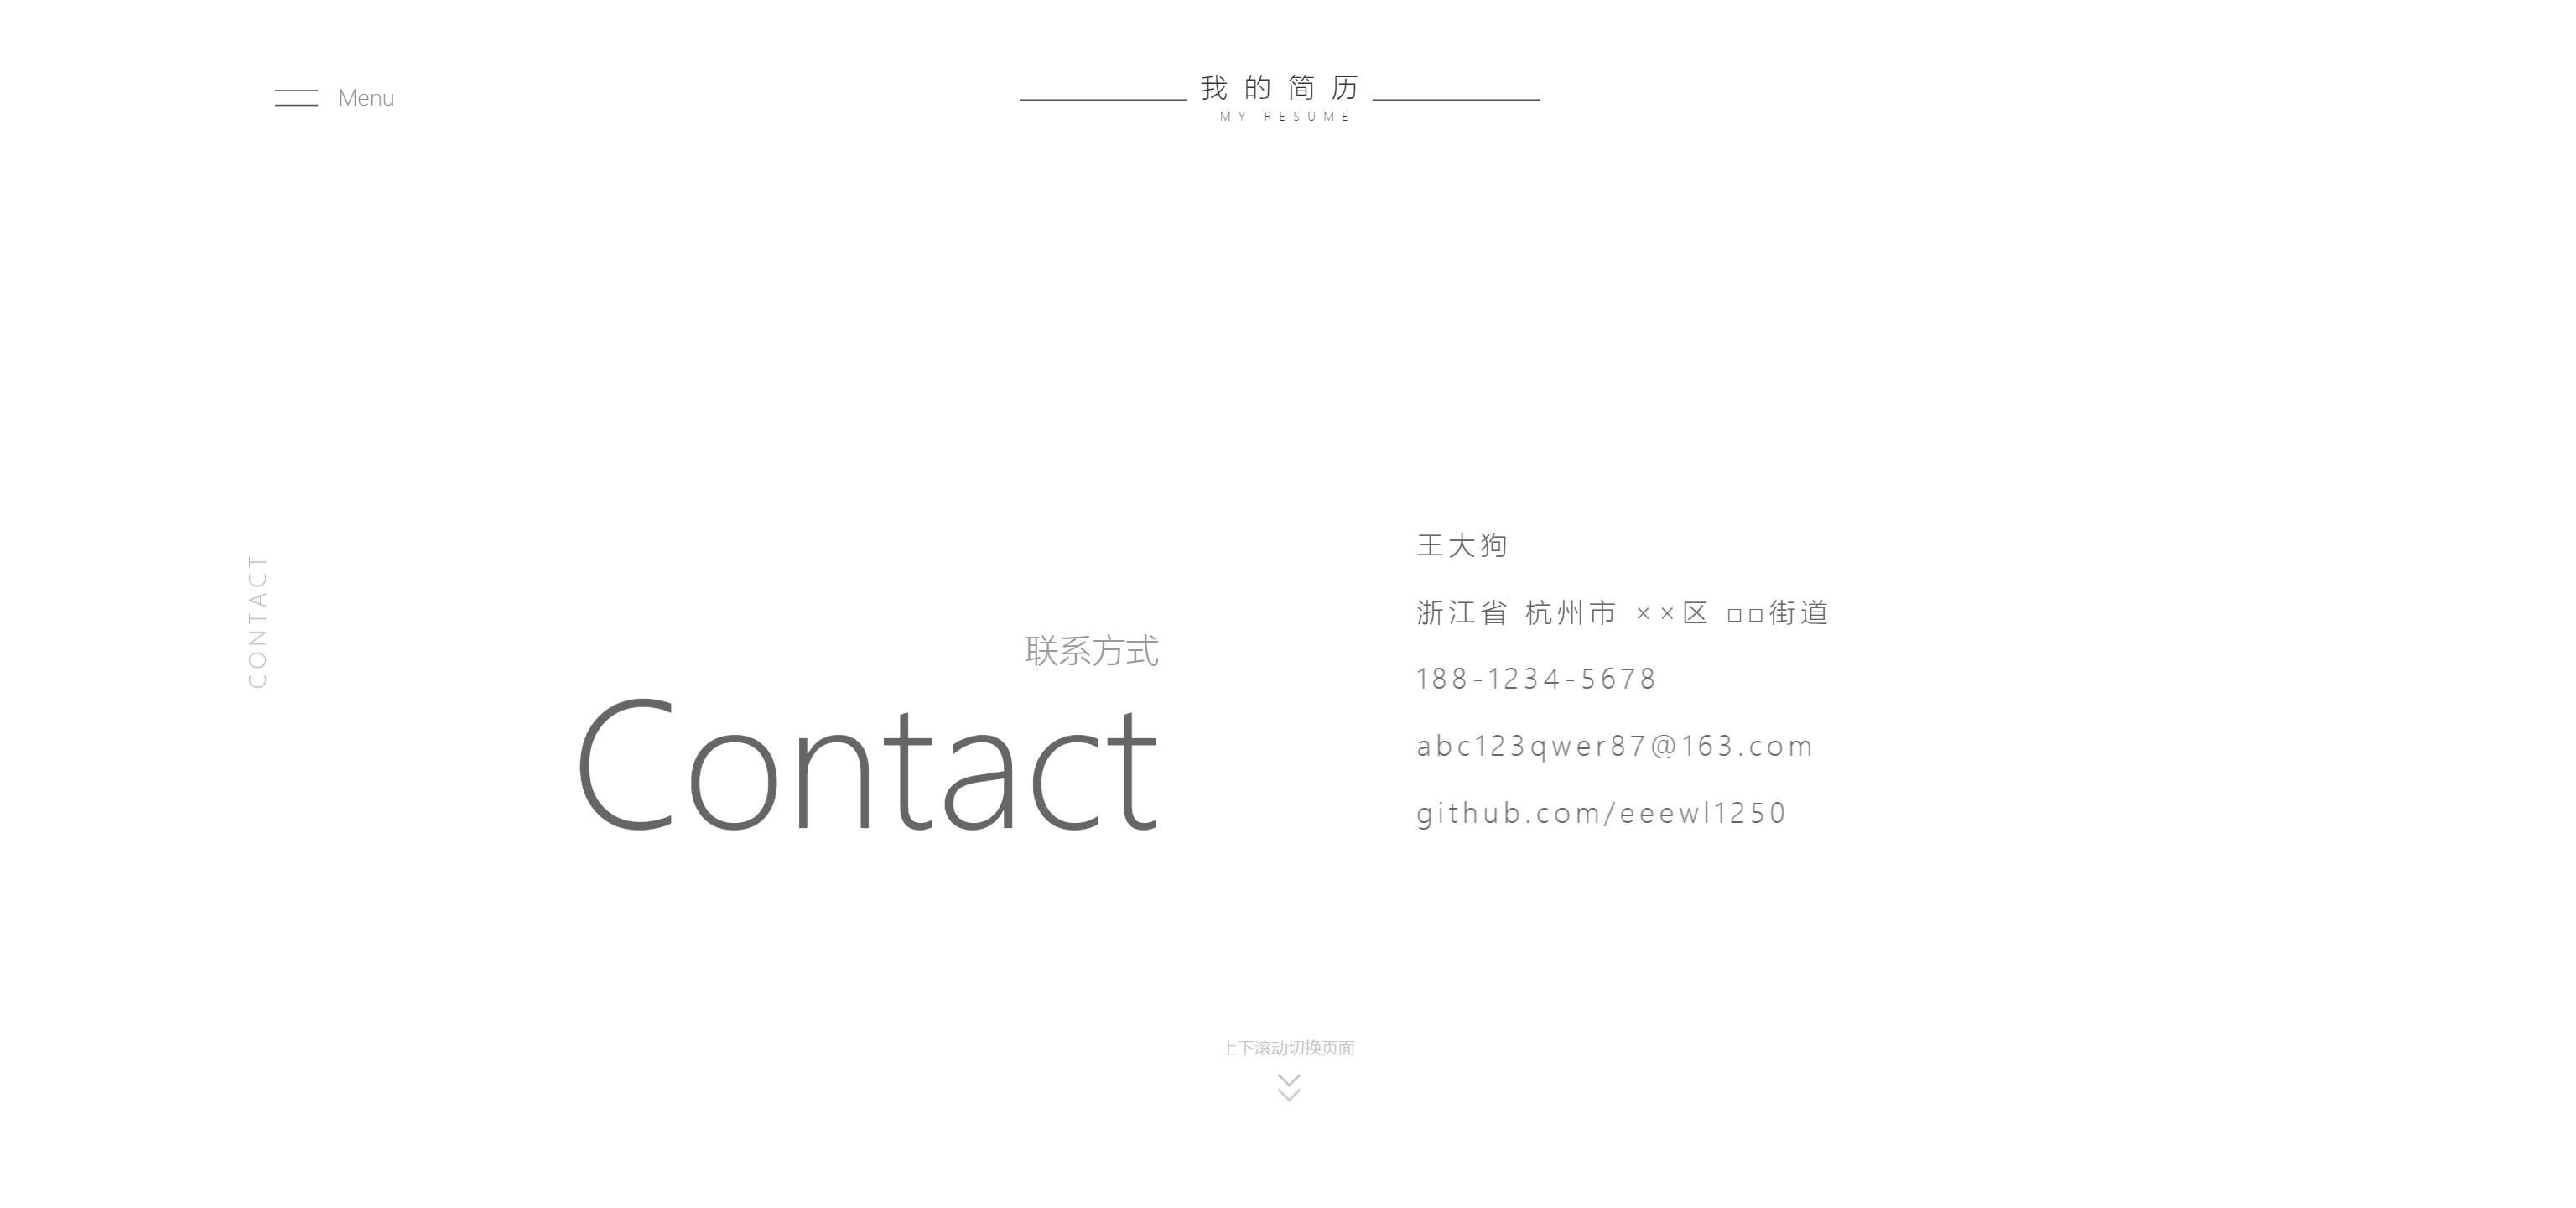 Menu
我的简历
MY RESUME
CONTACT
联系方式
Contact
王大狗
浙江省 杭州市 ××区 □□街道
188-1234-5678
abc123qwer87@163.com
github.com/eeewl1250
上下滚动切换页面